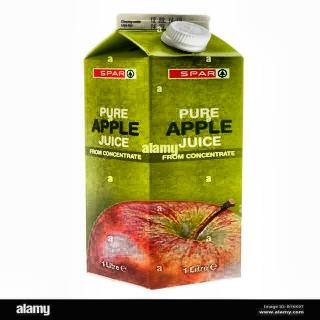 SPAR
PURE
APPLE
JUICE
FROM CONCENTRATE
1 Litre e
SPAR
PURE
APPLE
JUICE
FROM CONCENTRATE
1 Litre e
a
alamy
a
alamy
www.alamy.com